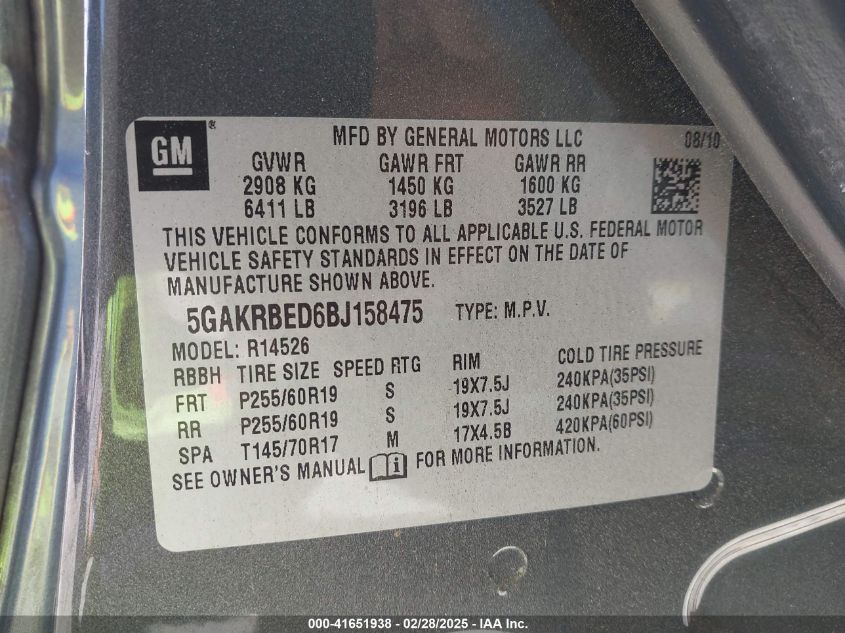 GM ® MFD BY GENERAL MOTORS LLC 08/10
GVWR GAWR FRT GAWR RR
2908 KG 1450 KG 1600 KG
6411 LB 3196 LB 3527 LB
THIS VEHICLE CONFORMS TO ALL APPLICABLE U.S. FEDERAL MOTOR
VEHICLE SAFETY STANDARDS IN EFFECT ON THE DATE OF
MANUFACTURE SHOWN ABOVE.
5GAKRBED6BJ158475 TYPE: M.P.V.
MODEL: R14526
RBBH TIRE SIZE SPEED RTG RIM COLD TIRE PRESSURE
FRT P255/60R19 S 19X7.5J 240KPA(35PSI)
RR P255/60R19 S 19X7.5J 240KPA(35PSI)
SPA T145/70R17 M 17X4.5B 420KPA(60PSI)
SEE OWNER'S MANUAL i FOR MORE INFORMATION.
000-41651938 - 02/28/2025 - IAA Inc.